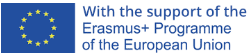 With the support of the
Erasmus+ Programme
of the European Union